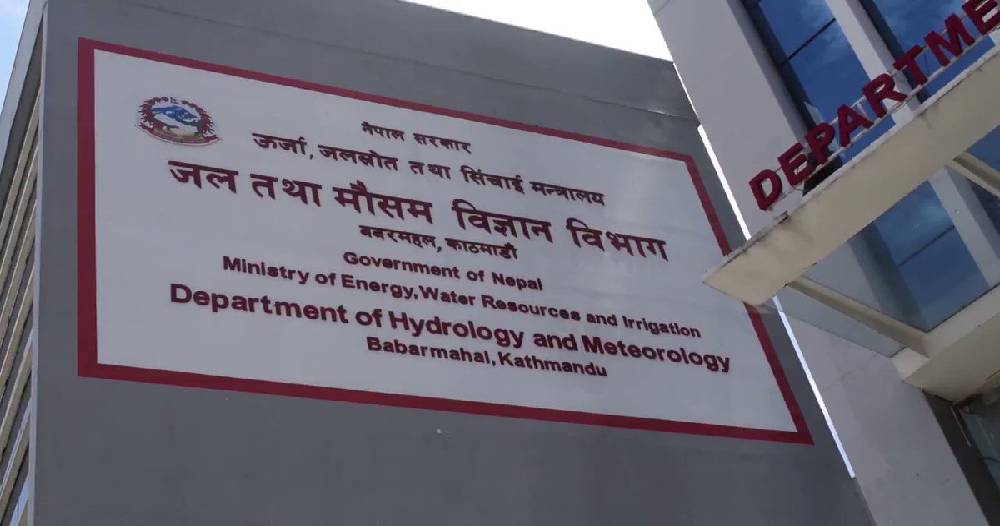 नेपाल सरकार
ऊर्जा, जलस्रोत तथा सिंचाई मन्त्रालय
जल तथा मौसम विज्ञान विभाग
बबरमहल, काठमाडौं
Government of Nepal
Ministry of Energy, Water Resources and Irrigation
Department of Hydrology and Meteorology
Babarmahal, Kathmandu
DEPARTME